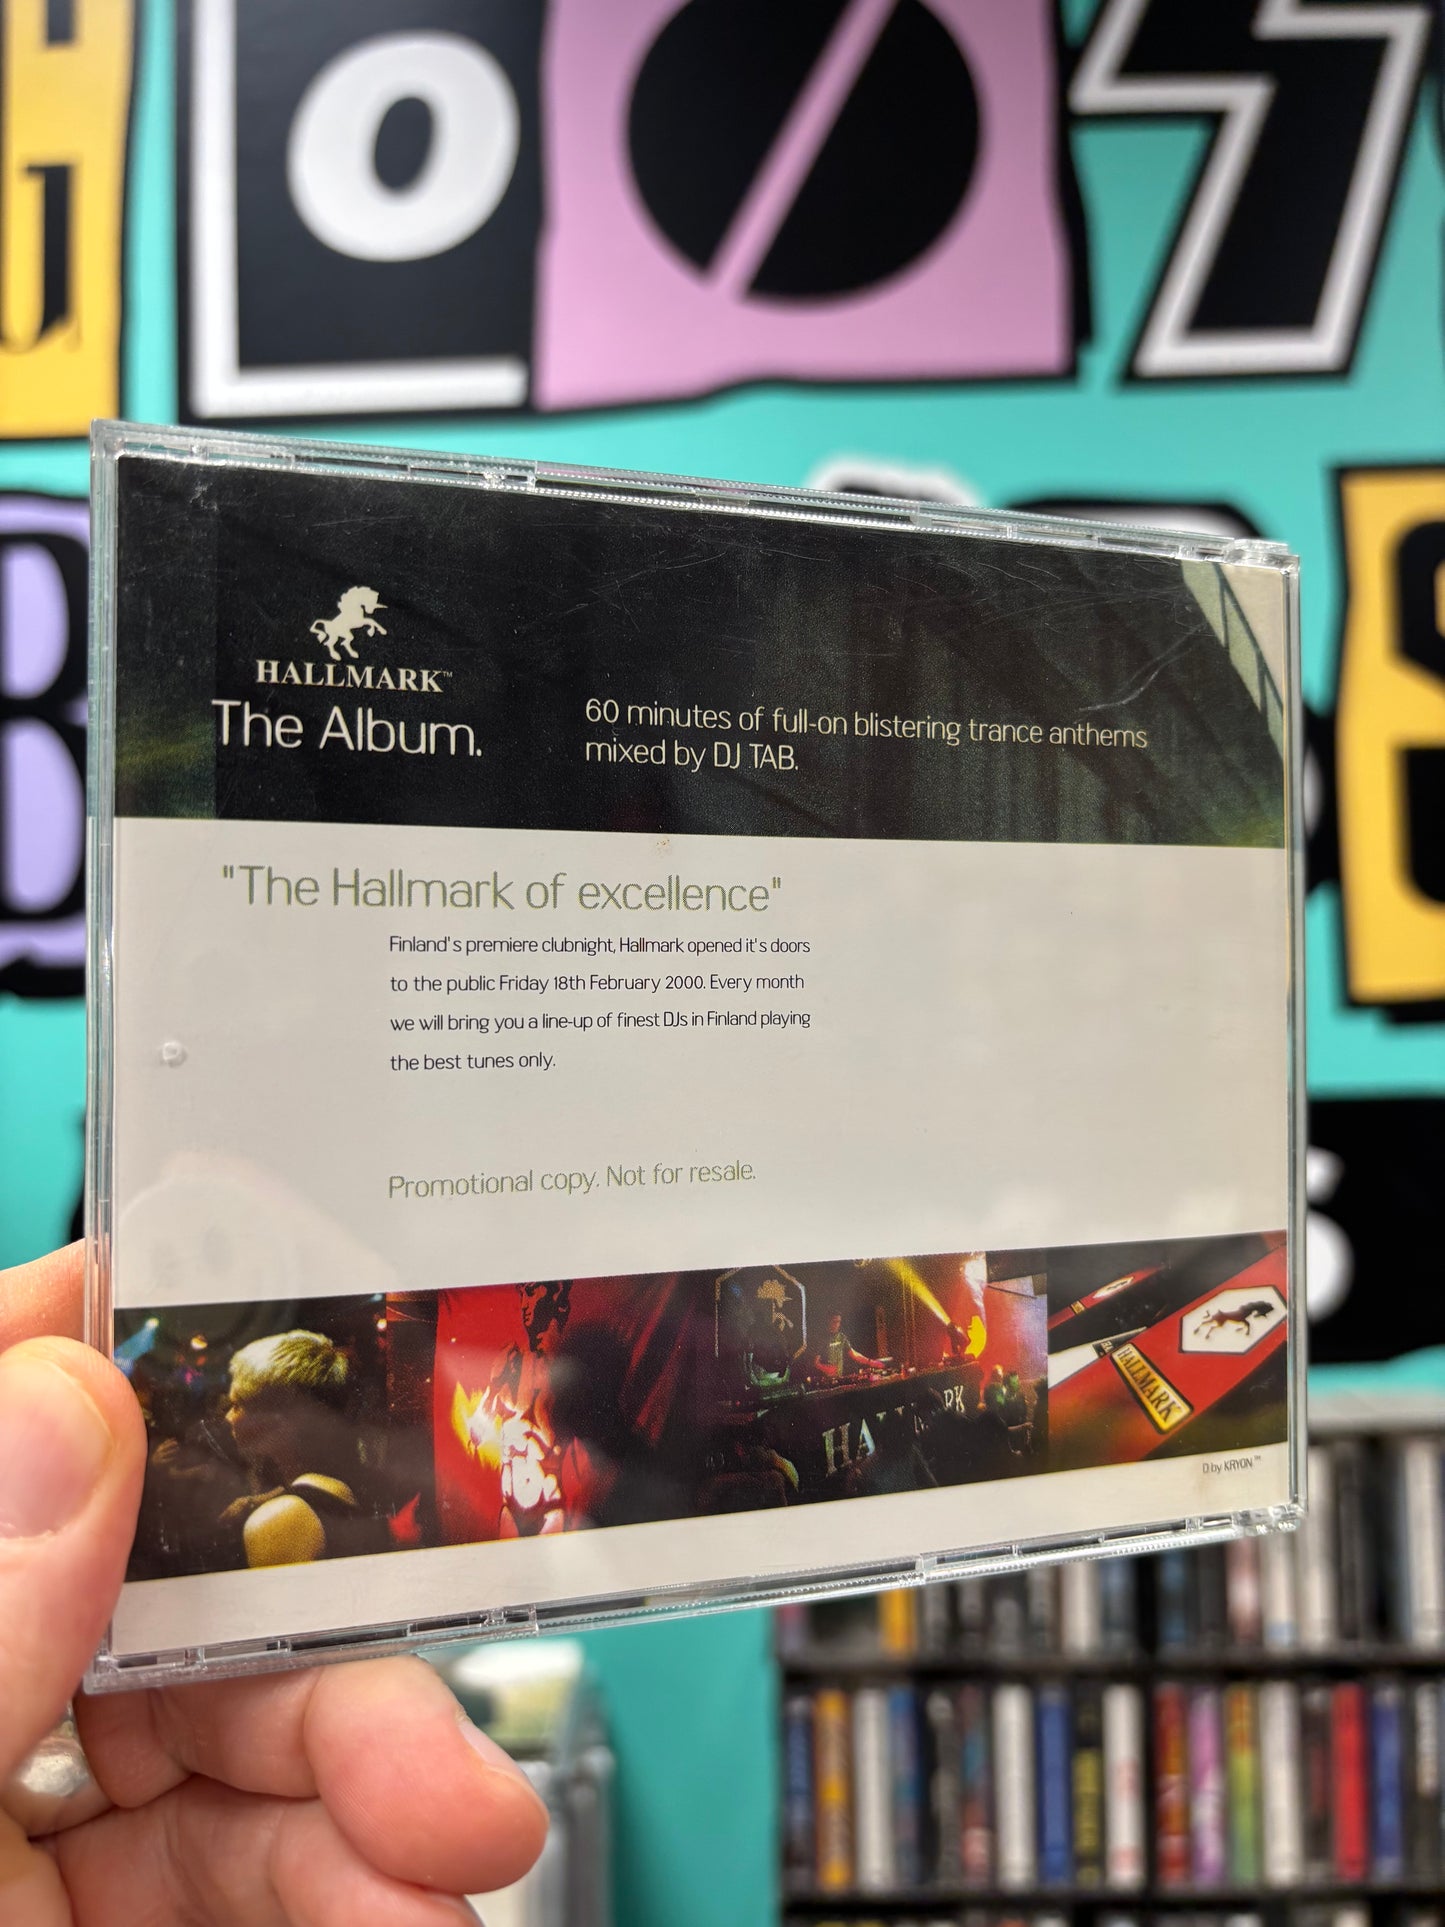 HALLMARK™
The Album.
60 minutes of full-on blistering trance anthems
mixed by DJ TAB.
"The Hallmark of excellence"
Finland's premiere clubnight, Hallmark opened it's doors
to the public Friday 18th February 2000. Every month
we will bring you a line-up of finest DJs in Finland playing
the best tunes only.
Promotional copy. Not for resale.
HALLMARK
D by KRYON™